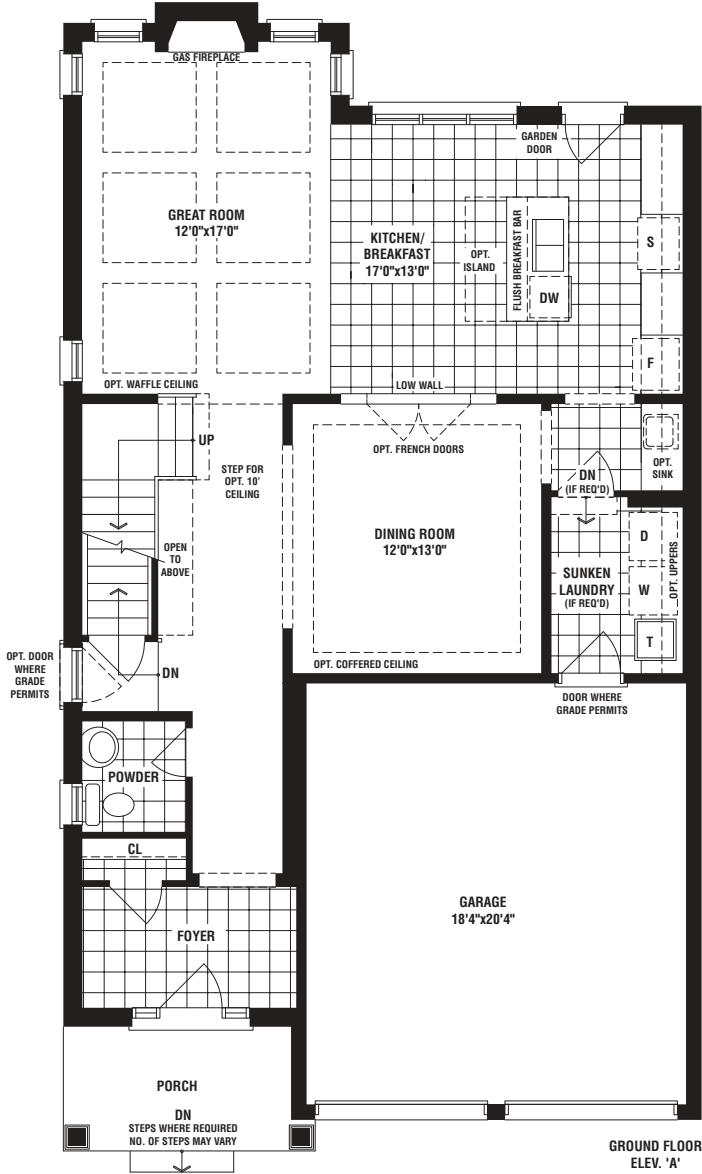 GAS FIREPLACE
GREAT ROOM
12'0"x17'0"
OPT. WAFFLE CEILING
GARDEN
DOOR
KITCHEN/
BREAKFAST
17'0"x13'0"
OPT.
ISLAND
FLUSH BREAKFAST BAR
DW
S
F
LOW WALL
OPT. FRENCH DOORS
UP
STEP FOR
OPT. 10'
CEILING
OPEN
TO
ABOVE
DINING ROOM
12'0"x13'0"
OPT. COFFERED CEILING
DN
(IF REQ'D)
OPT.
SINK
SUNKEN
LAUNDRY
(IF REQ'D)
D
W
T
OPT. UPPERS
OPT. DOOR
WHERE
GRADE
PERMITS
DN
DOOR WHERE
GRADE PERMITS
POWDER
CL
FOYER
GARAGE
18'4"x20'4"
PORCH
DN
STEPS WHERE REQUIRED
NO. OF STEPS MAY VARY
GROUND FLOOR
ELEV. 'A'